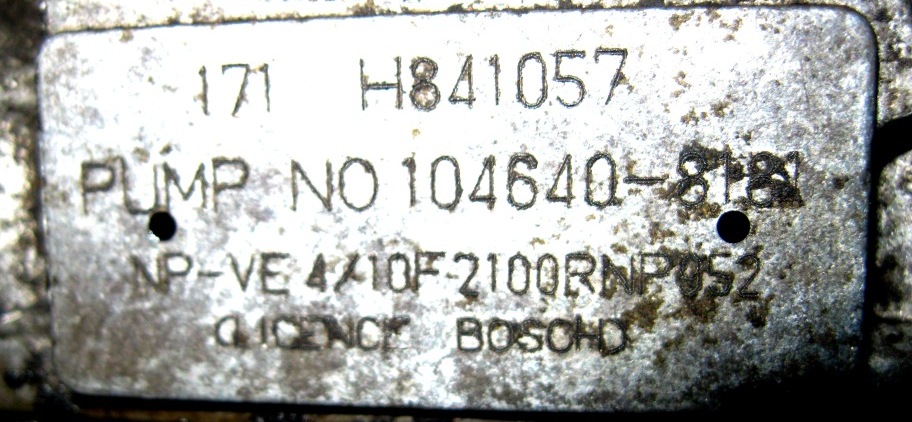 171 H841057
PUMP NO 104640-8181
NP-VE 4/10F 2100RNP052
(LICENCE BOSCH)